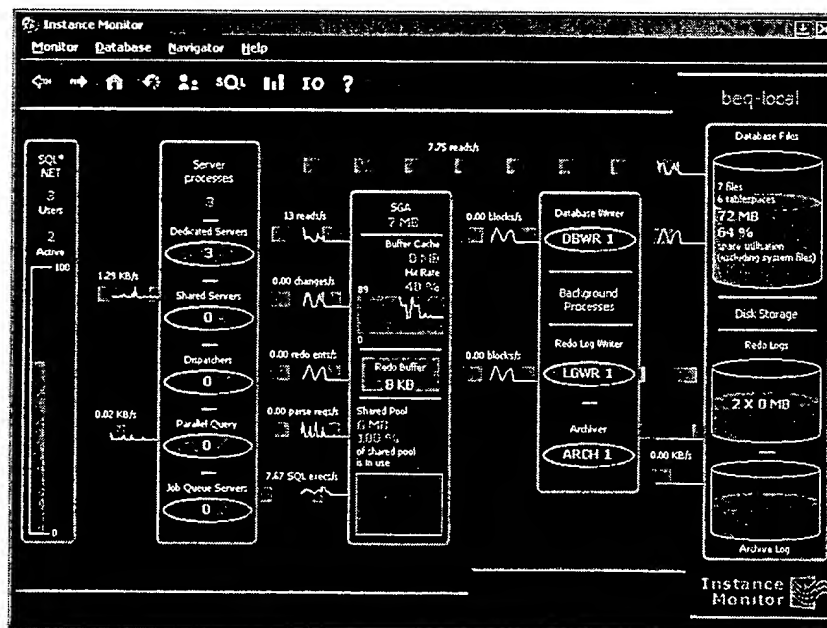 Instance Monitor
Monitor Database Navigator Help
SQL IO ?
beq-local
SQL*
NET
3
Users
2
Active
100
0
1.29 KB/s
0.02 KB/s
Server
processes
3
Dedicated Servers
3
Shared Servers
0
Dispatchers
0
Parallel Query
0
Job Queue Servers
0
7.75 reads/s
13 reads/s
0.00 changes/s
0.00 redo ents/s
0.00 parse reqs/s
7.67 SQL execs/s
SGA
7 MB
Buffer Cache
0 MB
Hit Rate
48 %
89
0
Redo Buffer
8 KB
Shared Pool
6 MB
100 %
of shared pool
is in use
0.00 blocks/s
0.00 blocks/s
Database Writer
DBWR 1
Background
Processes
Redo Log Writer
LGWR 1
Archiver
ARCH 1
0.00 KB/s
Database Files
7 files
6 tablespaces
72 MB
64 %
space utilisation
(excluding system files)
Disk Storage
Redo Logs
2 X 0 MB
Archive Log
Instance
Monitor